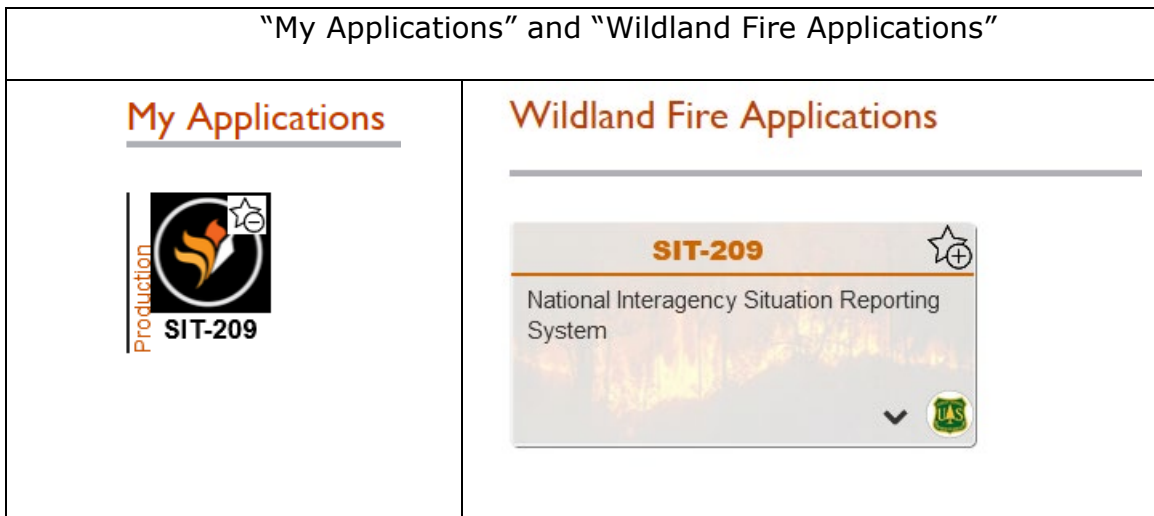 “My Applications” and “Wildland Fire Applications”
My Applications
Production
SIT-209
Wildland Fire Applications
SIT-209
National Interagency Situation Reporting
System
UAS